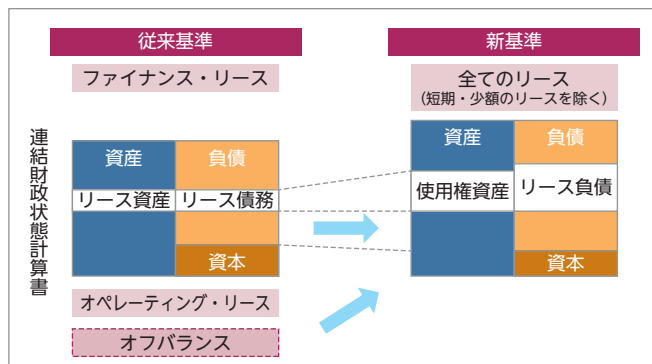 従来基準
新基準
ファイナンス・リース
全てのリース
(短期・少額のリースを除く)
連結財政状態計算書
資産
負債
リース資産
リース債務
資本
資産
負債
使用権資産
リース負債
資本
オペレーティング・リース
オフバランス